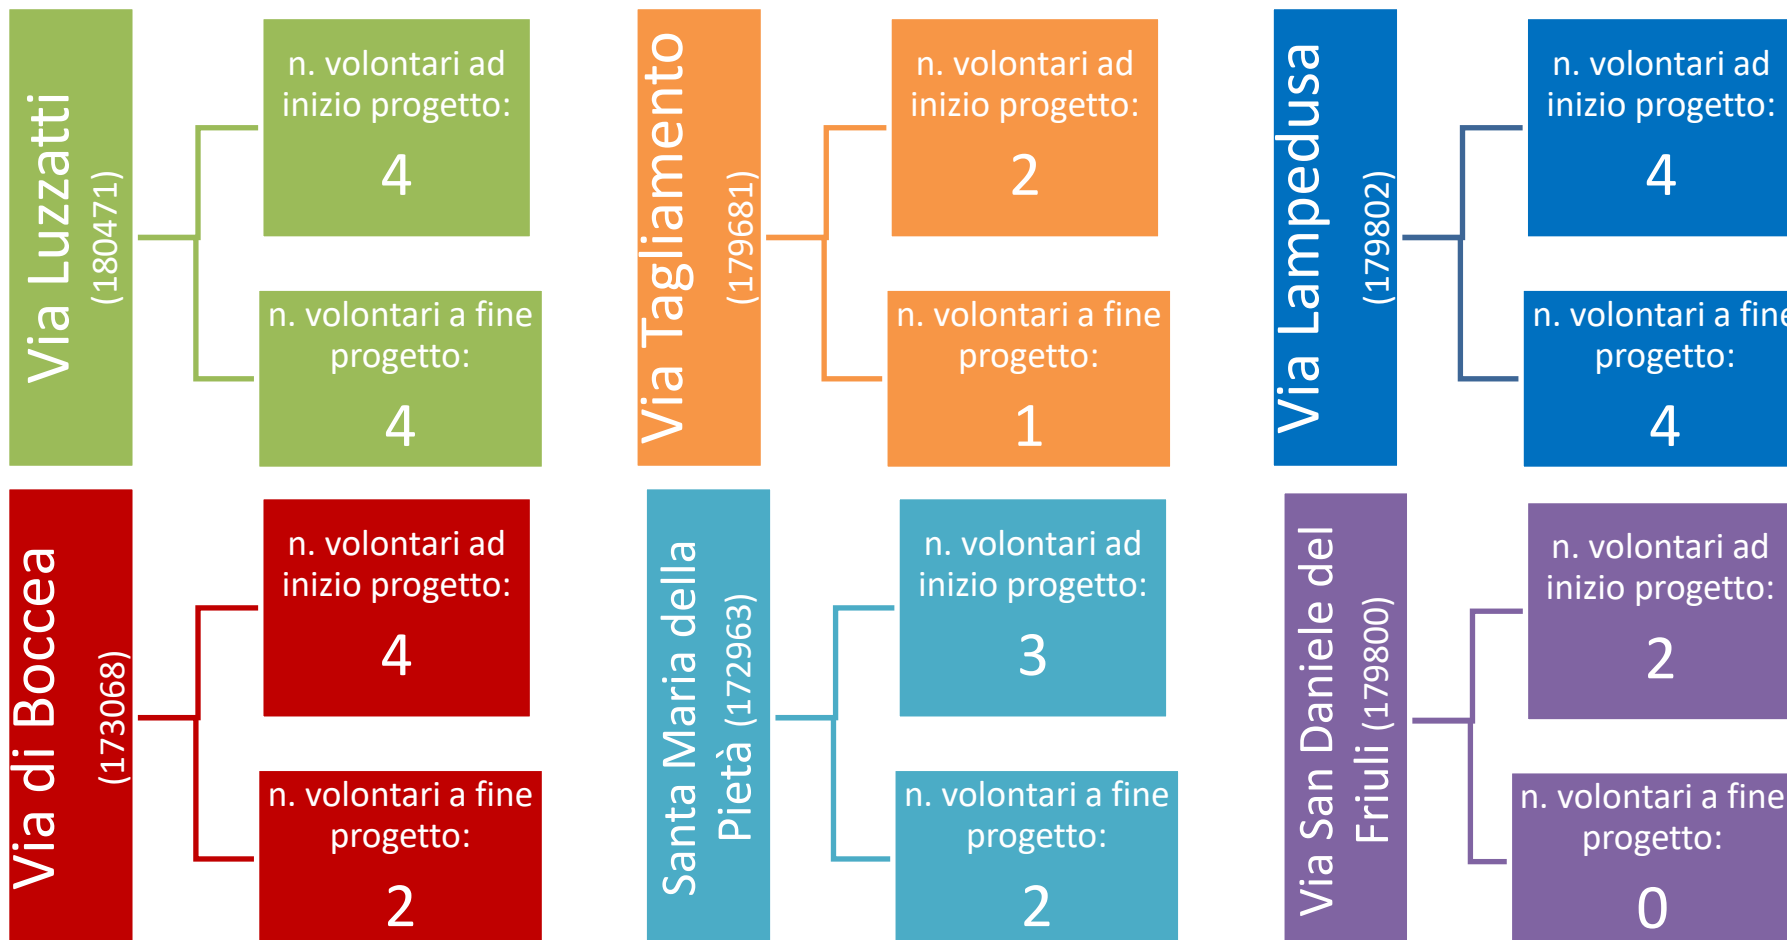 Via Luzzatti
(180471)
n. volontari ad
inizio progetto:
4
n. volontari a fine
progetto:
4
Via Tagliamento
(179681)
n. volontari ad
inizio progetto:
2
n. volontari a fine
progetto:
1
Via Lampedusa
(179802)
n. volontari ad
inizio progetto:
4
n. volontari a fine
progetto:
4
Via di Boccea
(173068)
n. volontari ad
inizio progetto:
4
n. volontari a fine
progetto:
2
Santa Maria della
Pietà (172963)
n. volontari ad
inizio progetto:
3
n. volontari a fine
progetto:
2
Via San Daniele del
Friuli (179800)
n. volontari ad
inizio progetto:
2
n. volontari a fine
progetto:
0